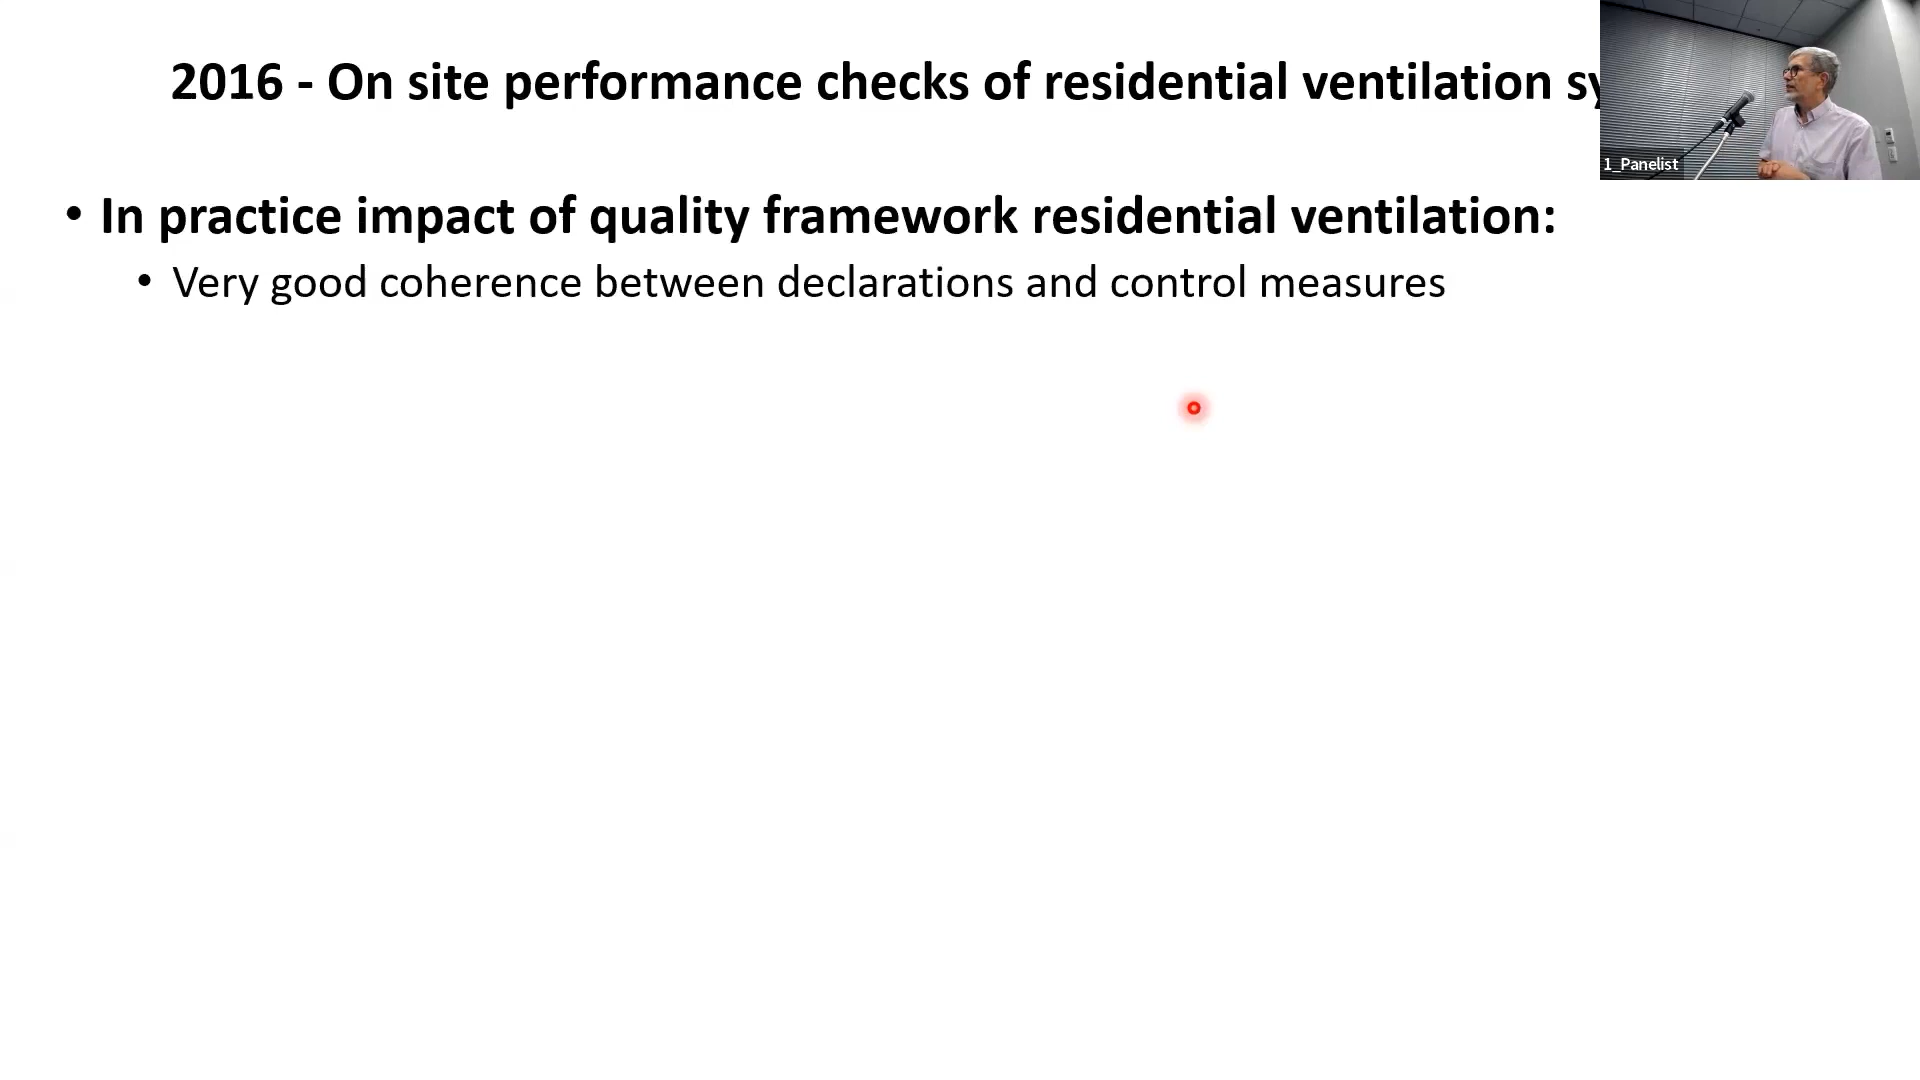 2016 - On site performance checks of residential ventilation
1_Panelist
• In practice impact of quality framework residential ventilation:
• Very good coherence between declarations and control measures